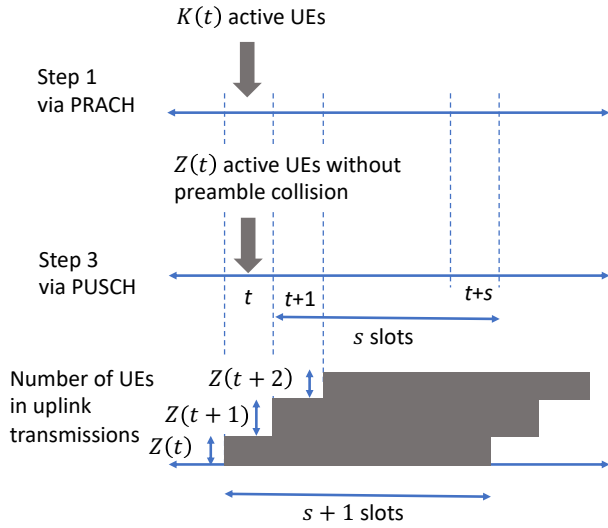 K(t) active UEs
Step 1
via PRACH
Z(t) active UEs without
preamble collision
Step 3
via PUSCH
t
t+1
t+s
s slots
Number of UEs
in uplink
transmissions
Z(t + 2)
Z(t + 1)
Z(t)
s + 1 slots